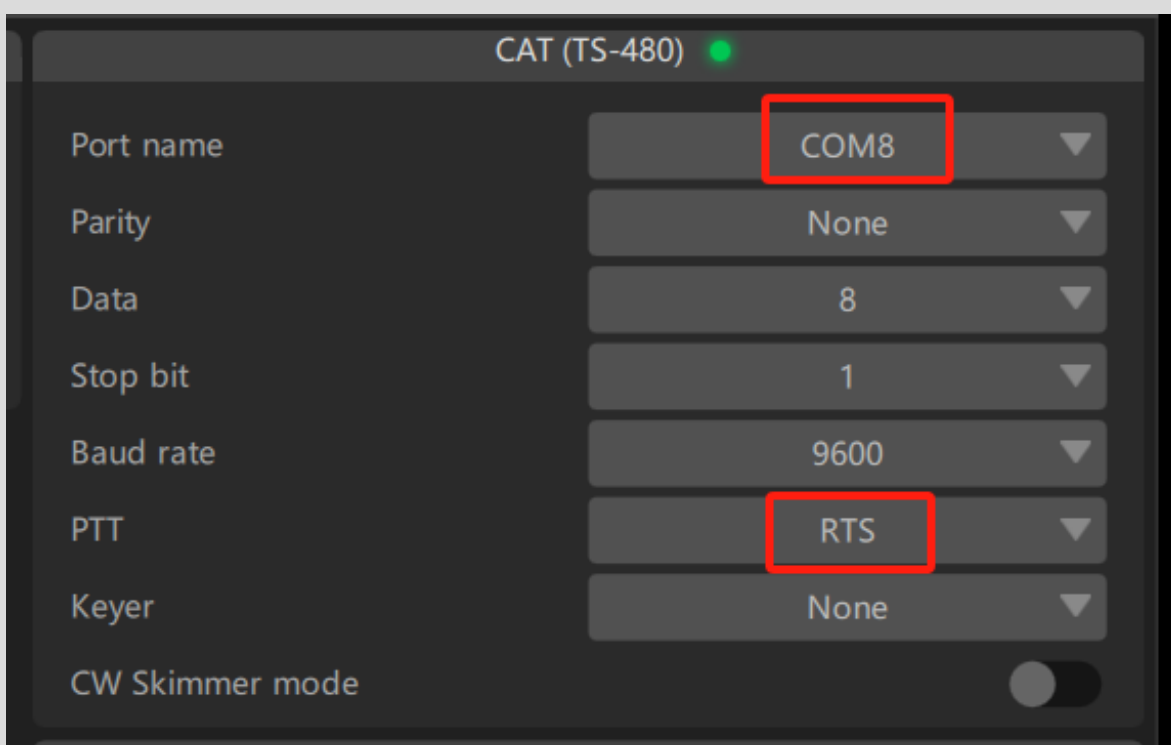 CAT (TS-480)
Port name COM8
Parity None
Data 8
Stop bit 1
Baud rate 9600
PTT RTS
Keyer None
CW Skimmer mode